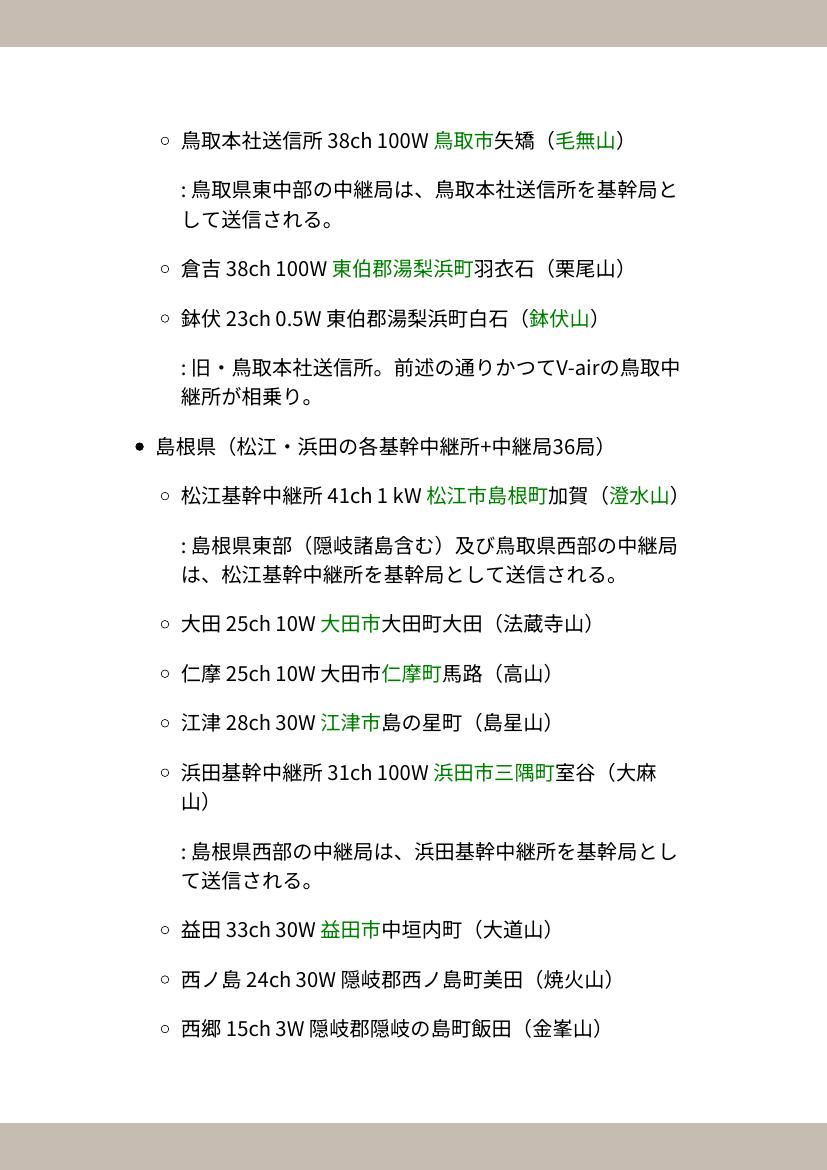 鳥取本社送信所 38ch 100W 鳥取市矢矯（毛無山）
: 鳥取県東中部の中継局は、鳥取本社送信所を基幹局と
して送信される。
倉吉 38ch 100W 東伯郡湯梨浜町羽衣石（栗尾山）
鉢伏 23ch 0.5W 東伯郡湯梨浜町白石（鉢伏山）
: 旧・鳥取本社送信所。前述の通りかつてV-airの鳥取中
継所が相乗り。
島根県（松江・浜田の各基幹中継所+中継局36局）
松江基幹中継所 41ch 1 kW 松江市島根町加賀（澄水山）
: 島根県東部（隠岐諸島含む）及び鳥取県西部の中継局
は、松江基幹中継所を基幹局として送信される。
大田 25ch 10W 大田市大田町大田（法蔵寺山）
仁摩 25ch 10W 大田市仁摩町馬路（高山）
江津 28ch 30W 江津市島の星町（島星山）
浜田基幹中継所 31ch 100W 浜田市三隅町室谷（大麻
山）
: 島根県西部の中継局は、浜田基幹中継所を基幹局とし
て送信される。
益田 33ch 30W 益田市中垣内町（大道山）
西ノ島 24ch 30W 隠岐郡西ノ島町美田（焼火山）
西郷 15ch 3W 隠岐郡隠岐の島町飯田（金峯山）